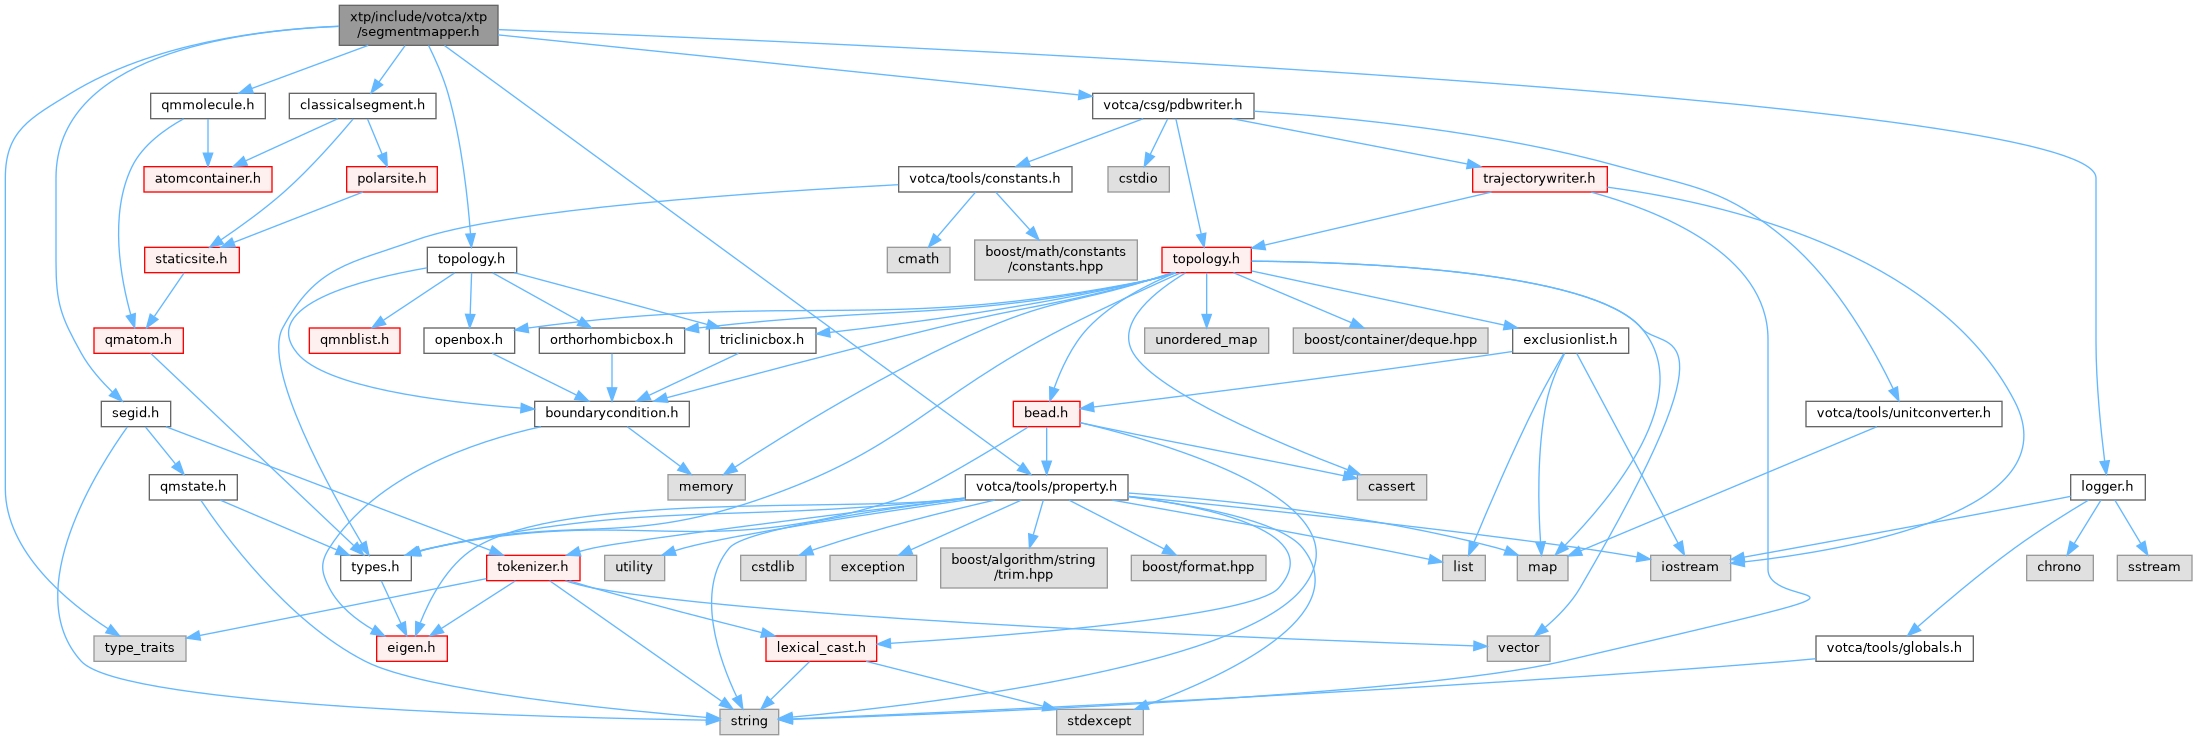 xtp/include/votca/xtp
/segmentmapper.h
qmmolecule.h
classicalsegment.h
votca/csg/pdbwriter.h
atomcontainer.h
polarsite.h
votca/tools/constants.h
cstdio
trajectorywriter.h
staticsite.h
topology.h
cmath
boost/math/constants
/constants.hpp
topology.h
qmatom.h
qmnblist.h
openbox.h
orthorhombicbox.h
triclinicbox.h
unordered_map
boost/container/deque.hpp
exclusionlist.h
segid.h
boundarycondition.h
bead.h
votca/tools/unitconverter.h
qmstate.h
memory
votca/tools/property.h
cassert
logger.h
types.h
tokenizer.h
utility
cstdlib
exception
boost/algorithm/string
/trim.hpp
boost/format.hpp
list
map
iostream
chrono
sstream
type_traits
eigen.h
lexical_cast.h
vector
votca/tools/globals.h
string
stdexcept